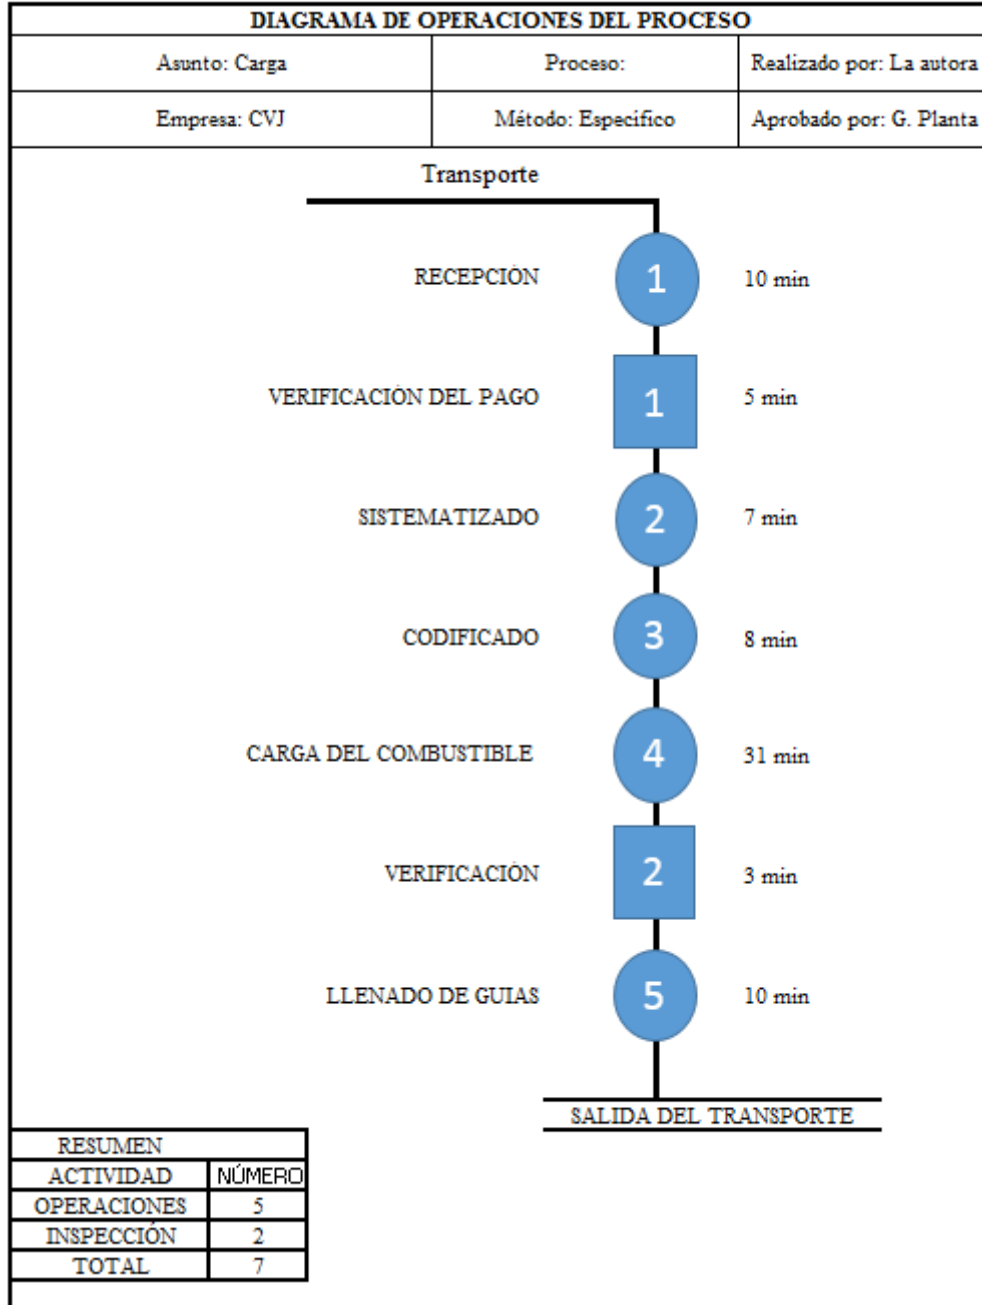 DIAGRAMA DE OPERACIONES DEL PROCESO
Asunto: Carga Proceso: Realizado por: La autora
Empresa: CVJ Método: Especifico Aprobado por: G. Planta
Transporte
RECEPCIÓN 1 10 min
VERIFICACIÓN DEL PAGO 1 5 min
SISTEMATIZADO 2 7 min
CODIFICADO 3 8 min
CARGA DEL COMBUSTIBLE 4 31 min
VERIFICACIÓN 2 3 min
LLENADO DE GUIAS 5 10 min
SALIDA DEL TRANSPORTE
RESUMEN
ACTIVIDAD NÚMERO
OPERACIONES 5
INSPECCIÓN 2
TOTAL 7